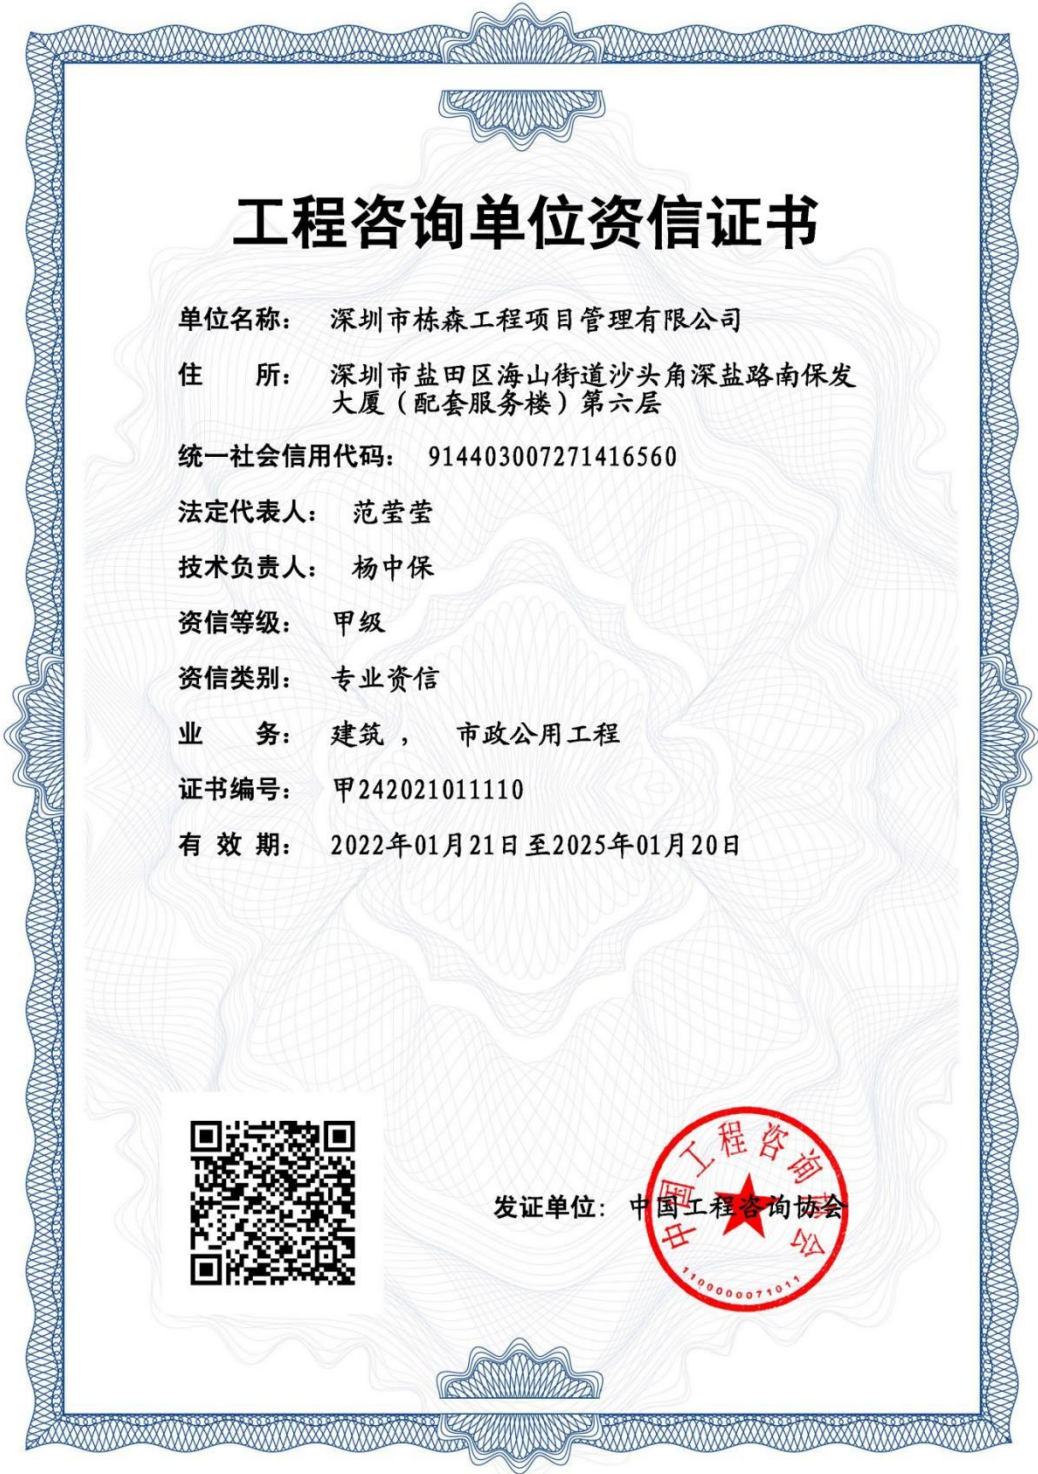 工程咨询单位资信证书
单位名称： 深圳市栋森工程项目管理有限公司
住 所： 深圳市盐田区海山街道沙头角深盐路南保发
大厦（配套服务楼）第六层
统一社会信用代码： 914403007271416560
法定代表人： 范莹莹
技术负责人： 杨中保
资信等级： 甲级
资信类别： 专业资信
业 务： 建筑 ， 市政公用工程
证书编号： 甲242021011110
有 效 期： 2022年01月21日至2025年01月20日
发证单位： 中国工程咨询协会
中国工程咨询协会
1100000071011